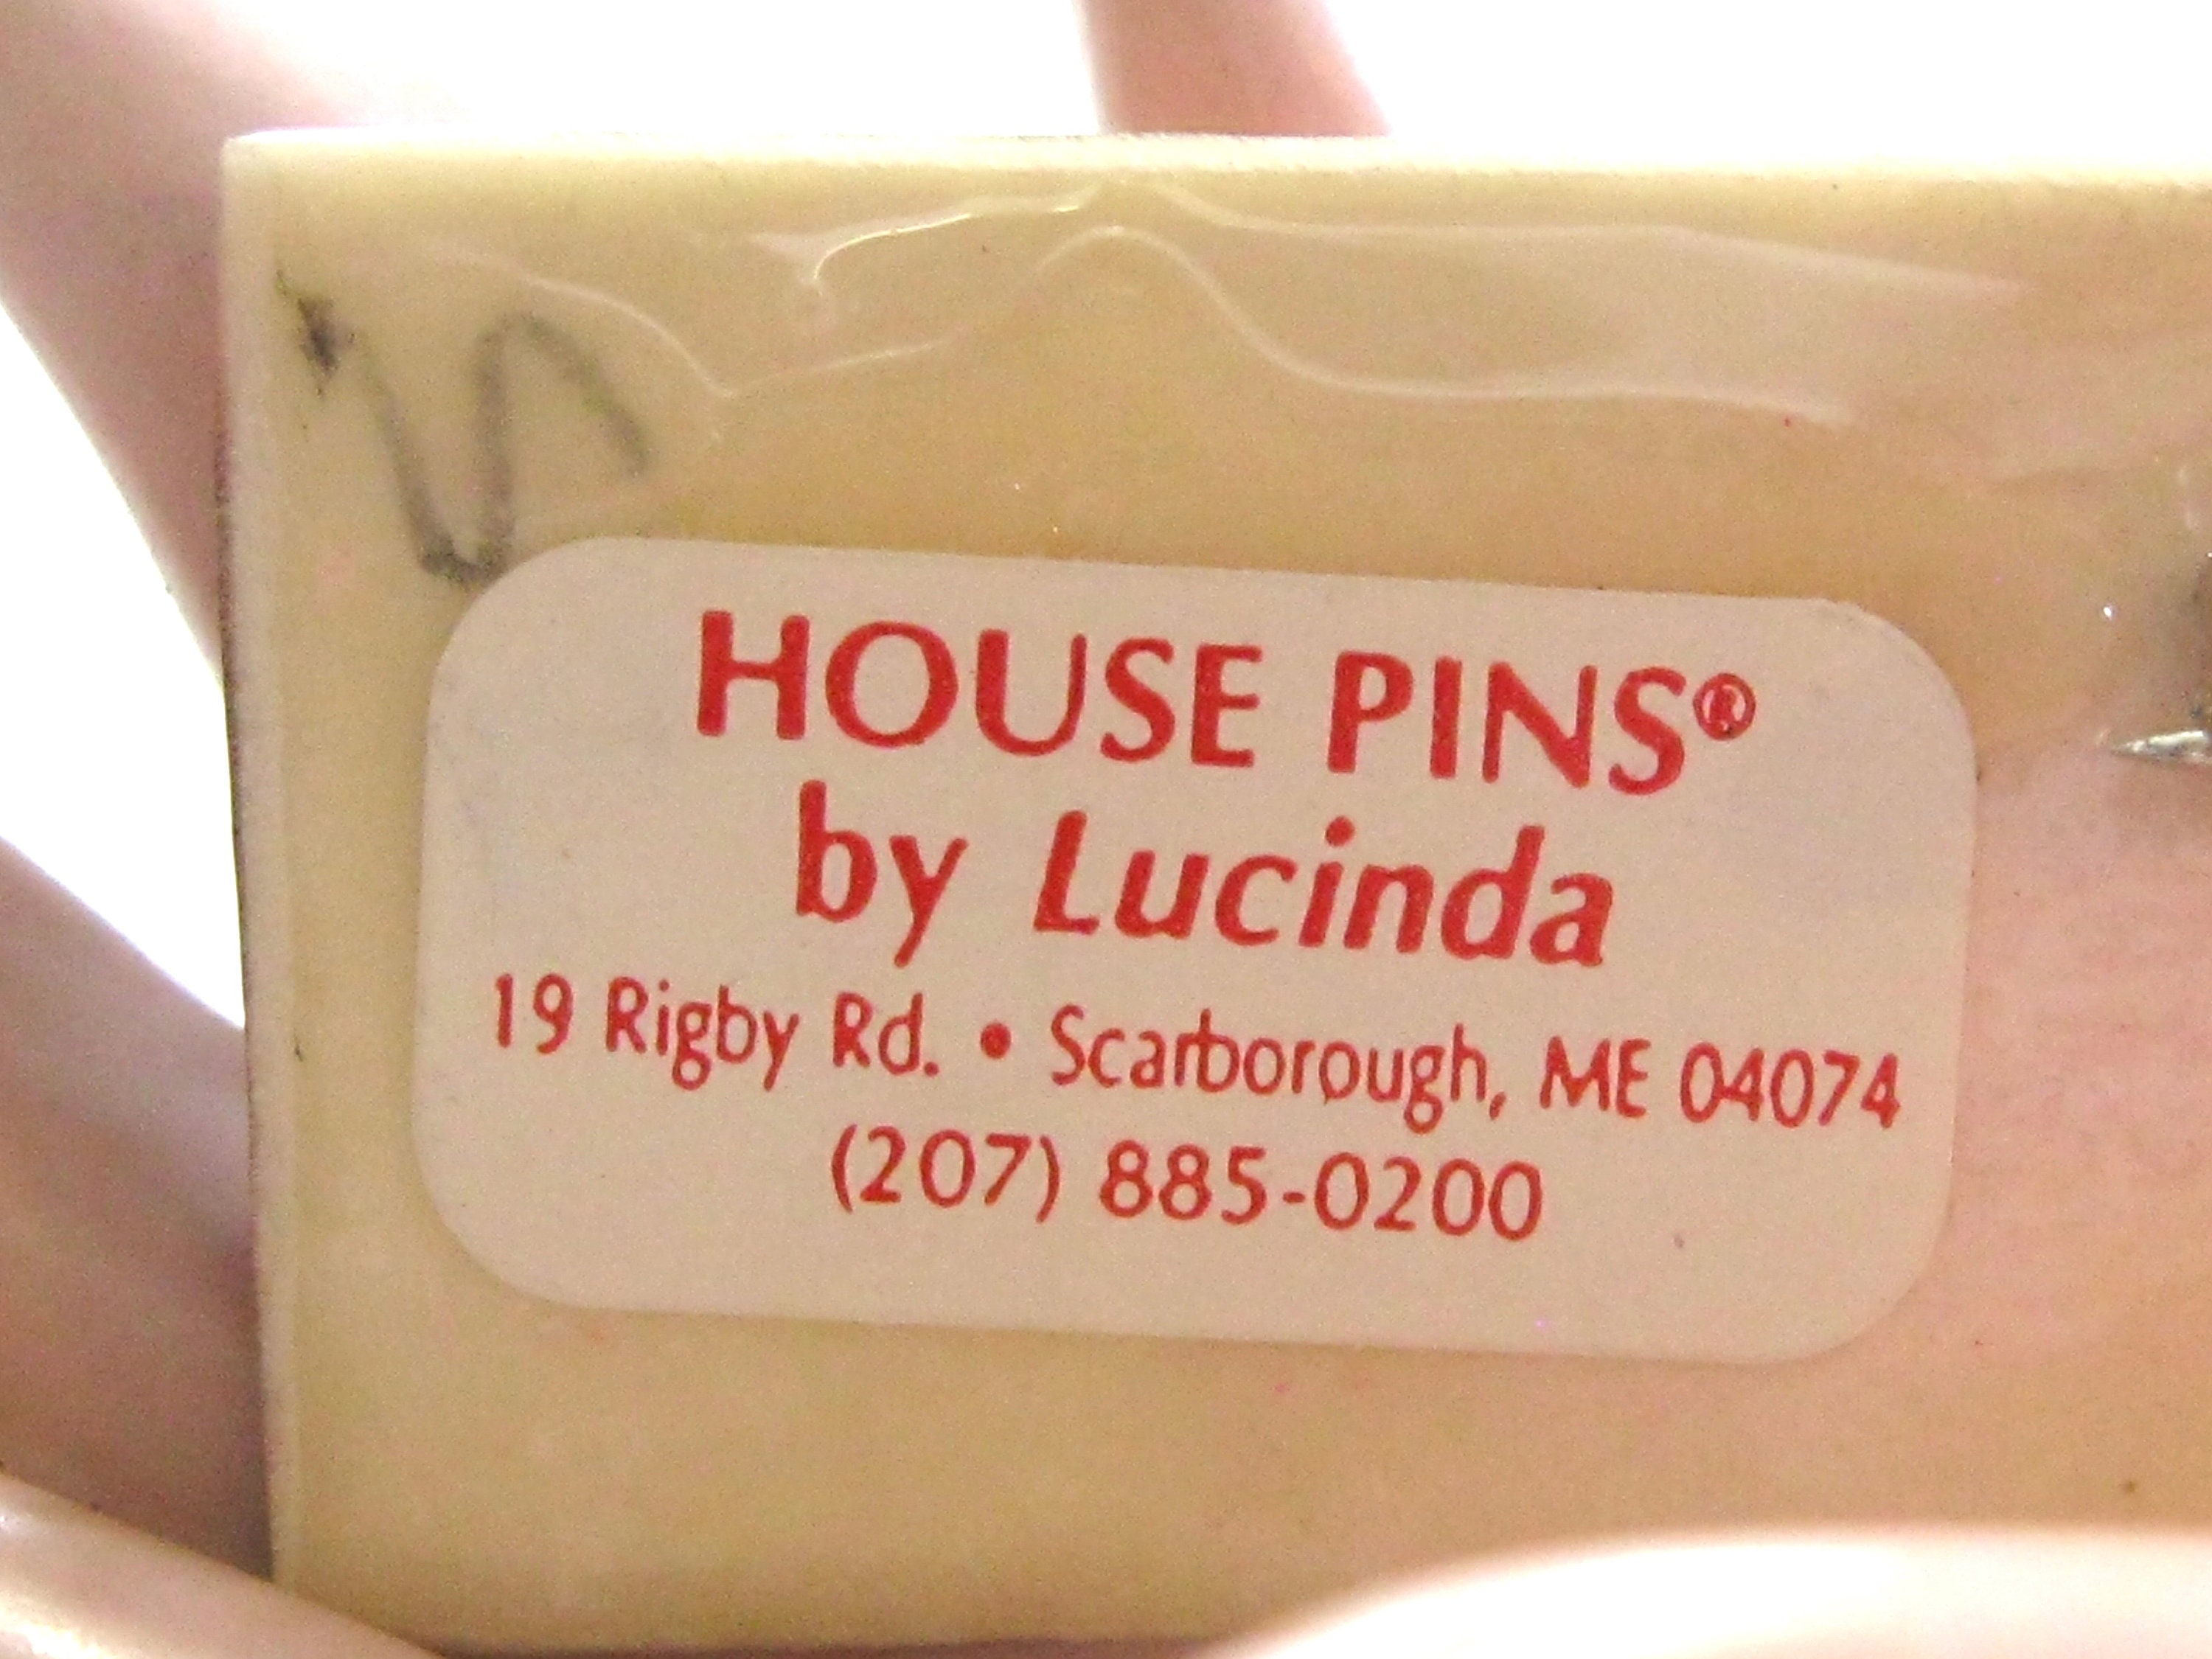 HOUSE PINS®
by Lucinda
19 Rigby Rd. • Scarborough, ME 04074
(207) 885-0200